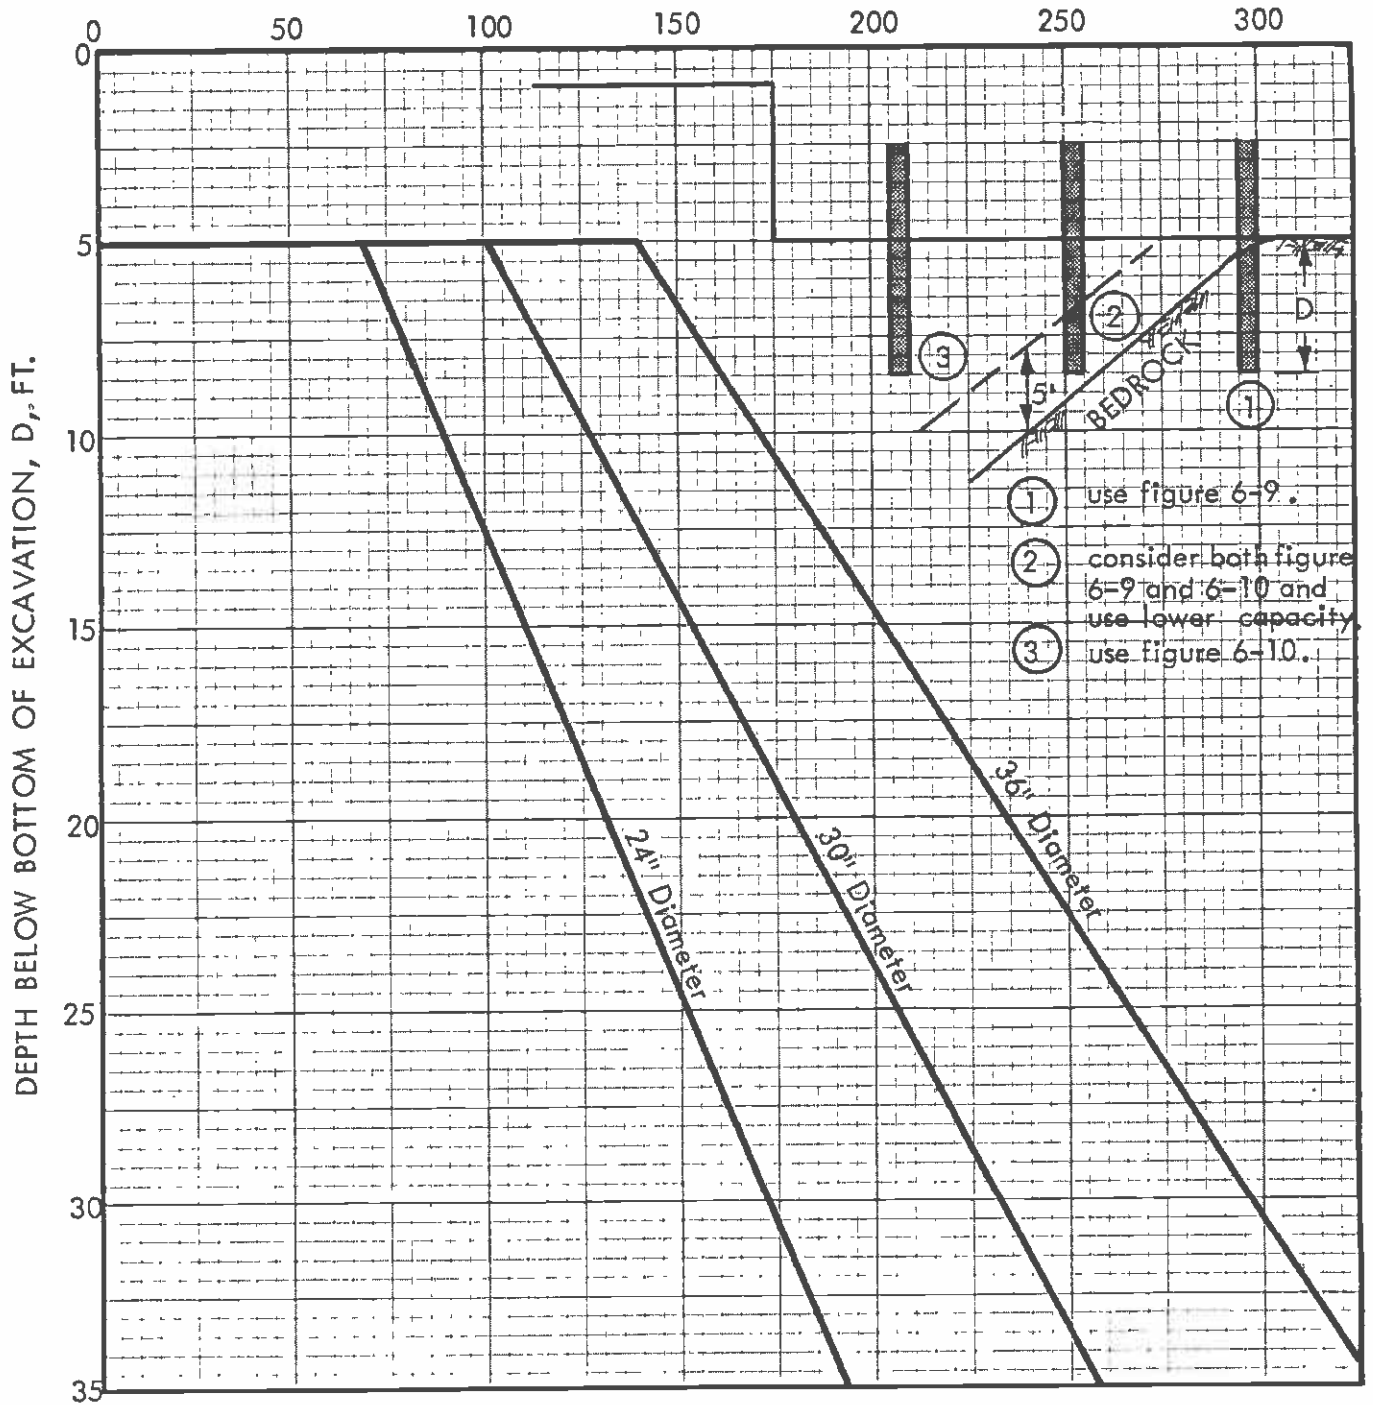 0 50 100 150 200 250 300
0
5
10
15
20
25
30
35
DEPTH BELOW BOTTOM OF EXCAVATION, D, FT.
3
2
1
5'
D
BEDROCK
1 use figure 6-9.
2 consider both figure
6-9 and 6-10 and
use lower capacity.
3 use figure 6-10.
24" Diameter
30" Diameter
36" Diameter